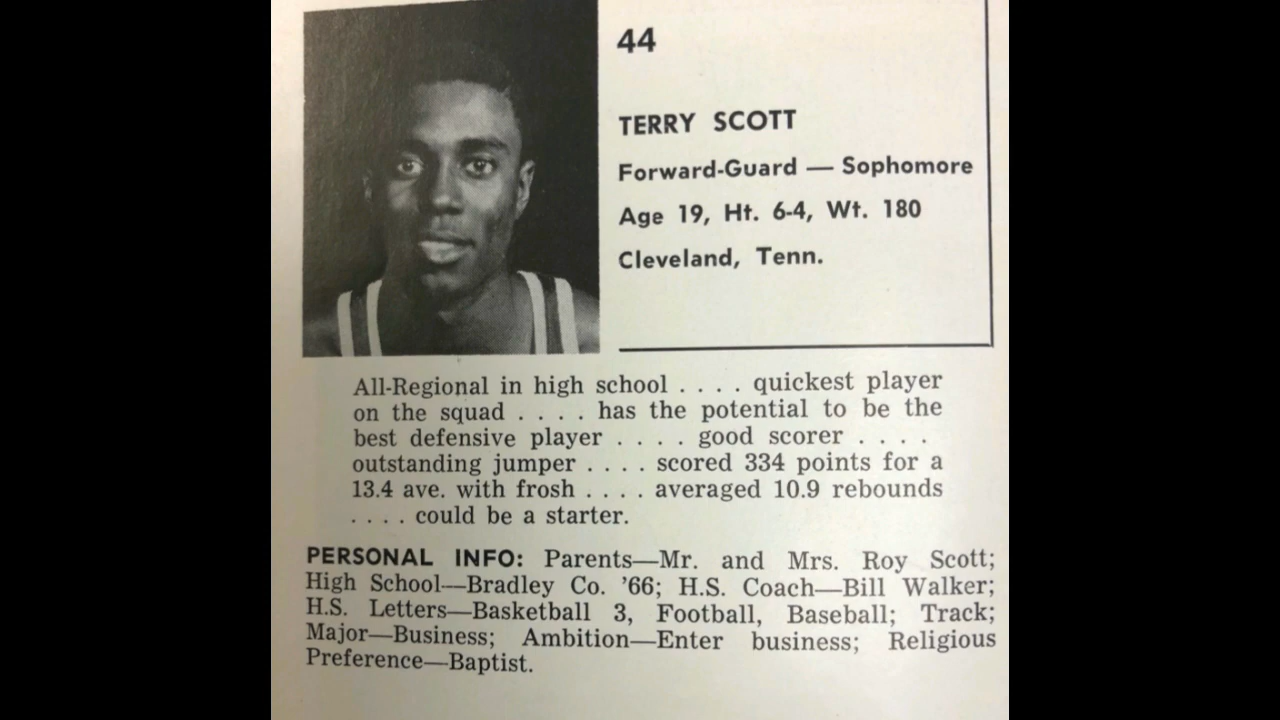 44
TERRY SCOTT
Forward-Guard — Sophomore
Age 19, Ht. 6-4, Wt. 180
Cleveland, Tenn.
All-Regional in high school . . . . quickest player
on the squad . . . . has the potential to be the
best defensive player . . . . good scorer . . . .
outstanding jumper . . . . scored 334 points for a
13.4 ave. with frosh . . . . averaged 10.9 rebounds
. . . . could be a starter.
PERSONAL INFO: Parents—Mr. and Mrs. Roy Scott;
High School—Bradley Co. '66; H.S. Coach—Bill Walker;
H.S. Letters—Basketball 3, Football, Baseball; Track;
Major—Business; Ambition—Enter business; Religious
Preference—Baptist.